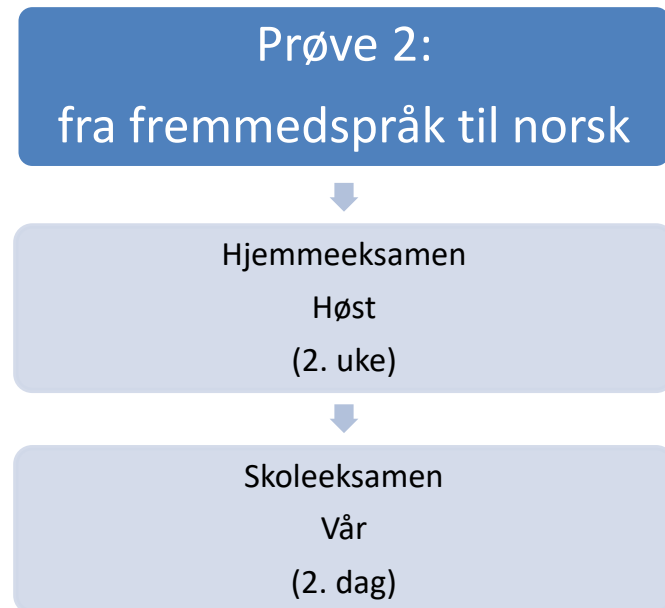 Prøve 2:
fra fremmedspråk til norsk
Hjemmeeksamen
Høst
(2. uke)
Skoleeksamen
Vår
(2. dag)